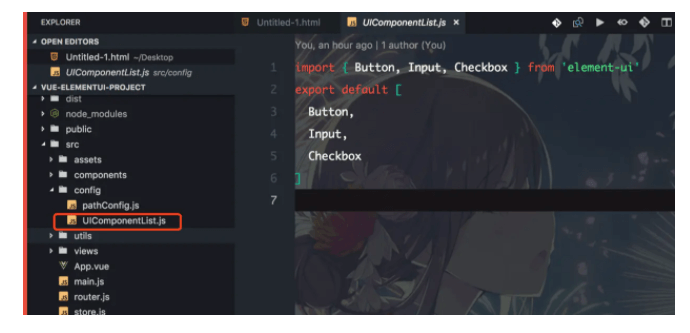 EXPLORER
OPEN EDITORS
Untitled-1.html ~/Desktop
UIComponentList.js src/config
VUE-ELEMENTUI-PROJECT
dist
node_modules
public
src
assets
components
config
pathConfig.js
UIComponentList.js
utils
views
App.vue
main.js
router.js
store.js
Untitled-1.html
UIComponentList.js ×
You, an hour ago | 1 author (You)
1 import { Button, Input, Checkbox } from 'element-ui'
2 export default [
3 Button,
4 Input,
5 Checkbox
6 ]
7